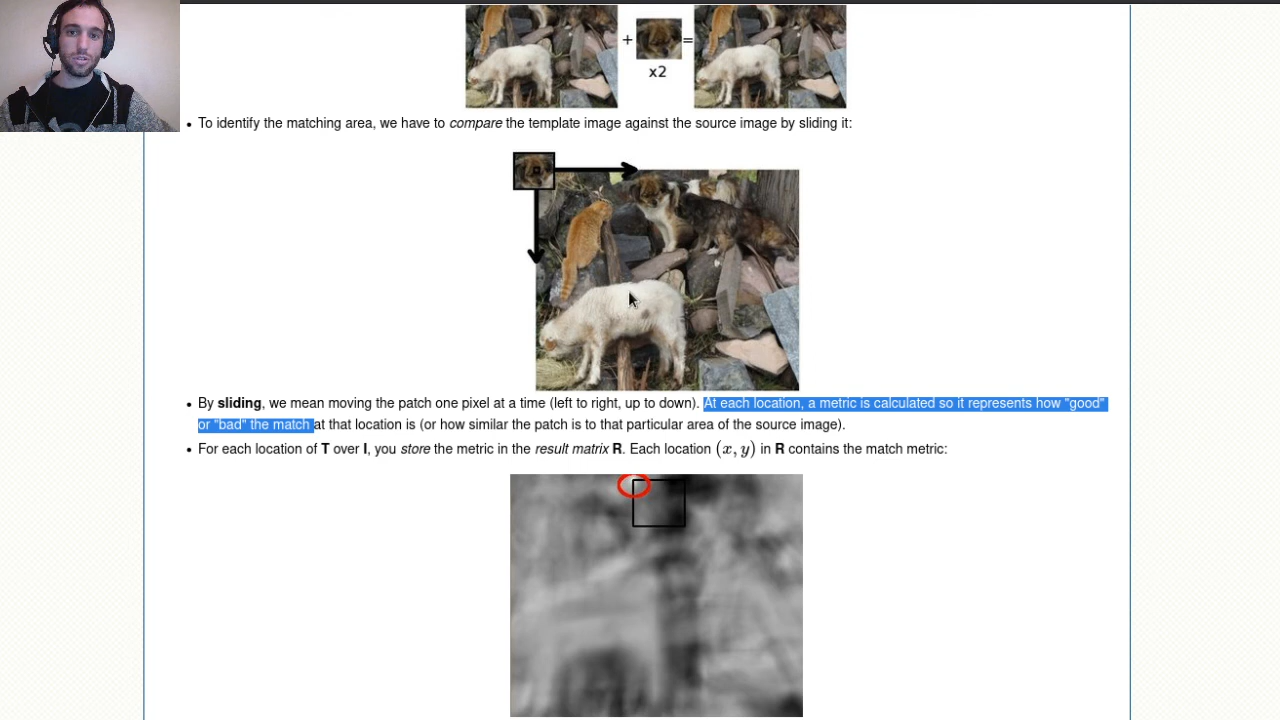 + =
x2
• To identify the matching area, we have to compare the template image against the source image by sliding it:
• By sliding, we mean moving the patch one pixel at a time (left to right, up to down). At each location, a metric is calculated so it represents how "good"
or "bad" the match at that location is (or how similar the patch is to that particular area of the source image).
• For each location of T over I, you store the metric in the result matrix R. Each location (x, y) in R contains the match metric: